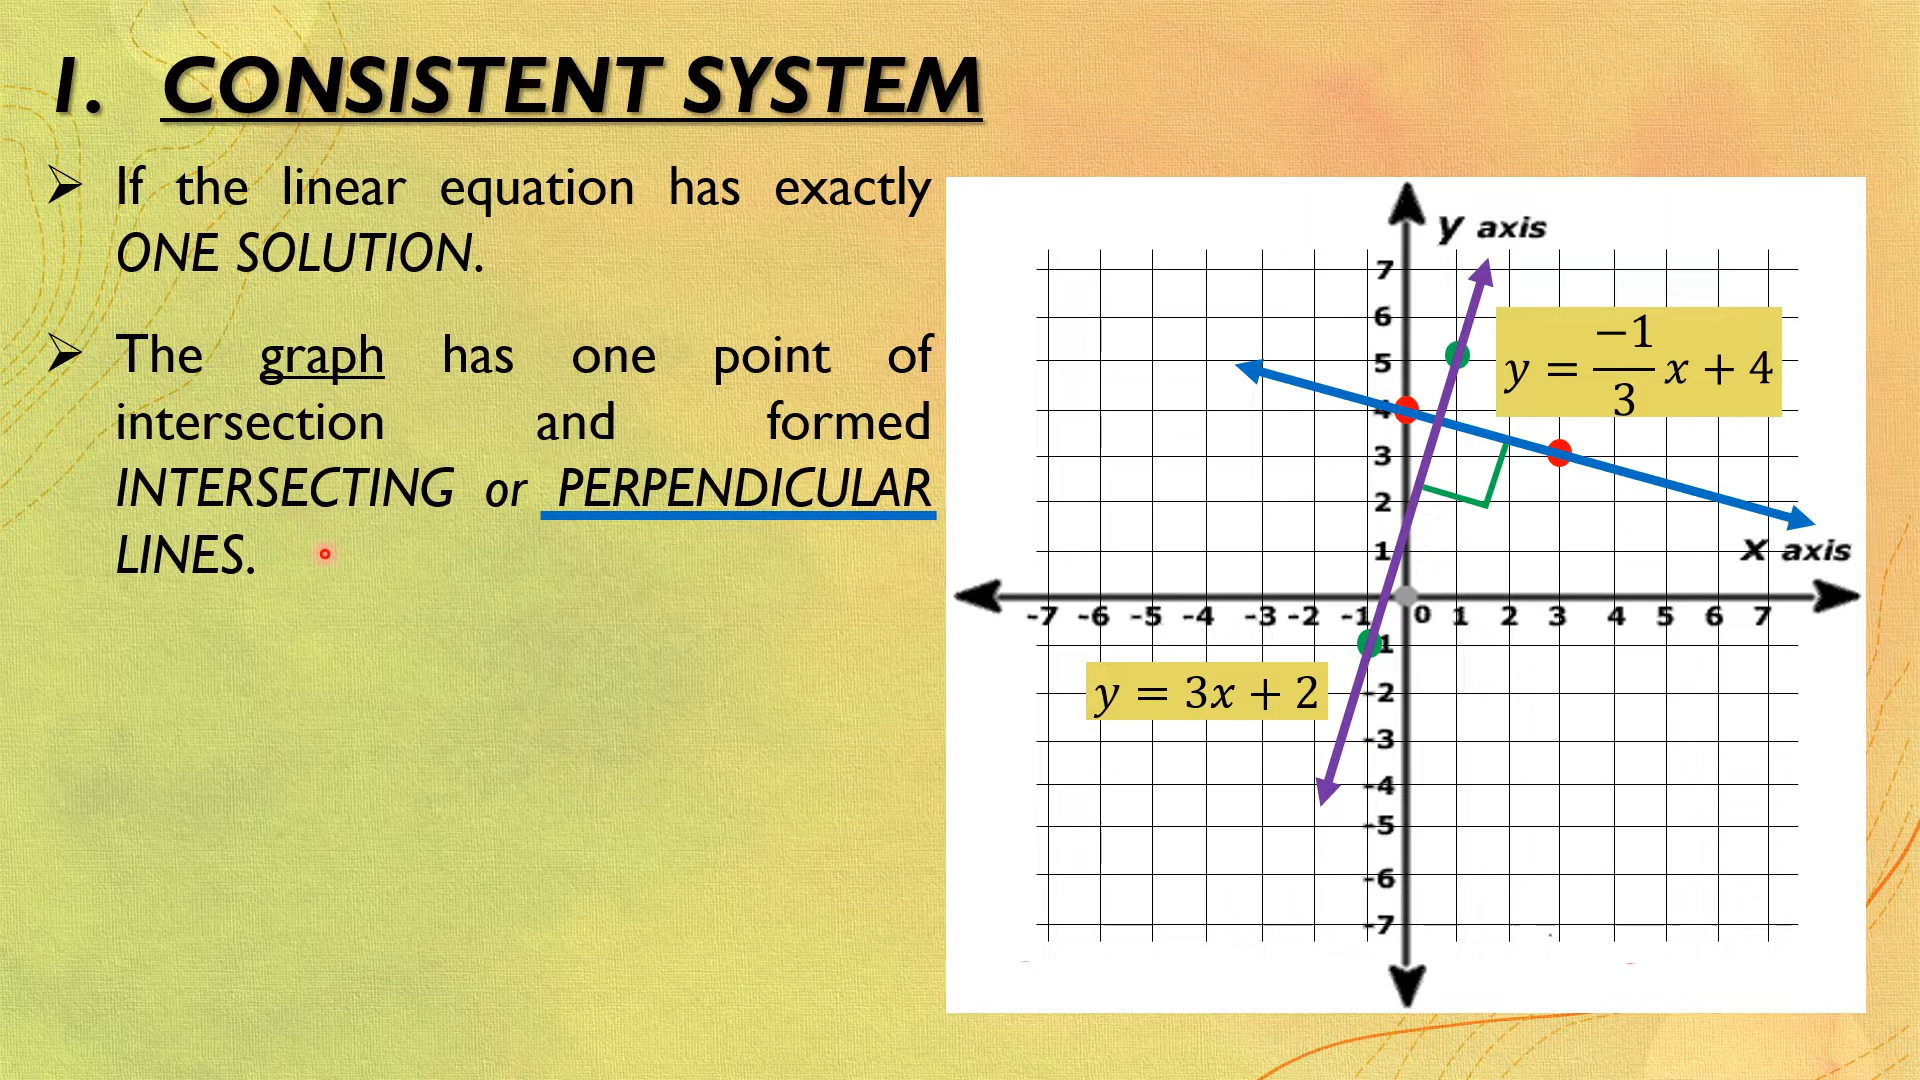 1. CONSISTENT SYSTEM
If the linear equation has exactly
ONE SOLUTION.
The graph has one point of
intersection and formed
INTERSECTING or PERPENDICULAR
LINES.
y axis
7
6
y = −1/3 x + 4
5
4
3
2
1
x axis
-7 -6 -5 -4 -3 -2 -1 0 1 2 3 4 5 6 7
1
y = 3x + 2
-2
-3
-4
-5
-6
-7